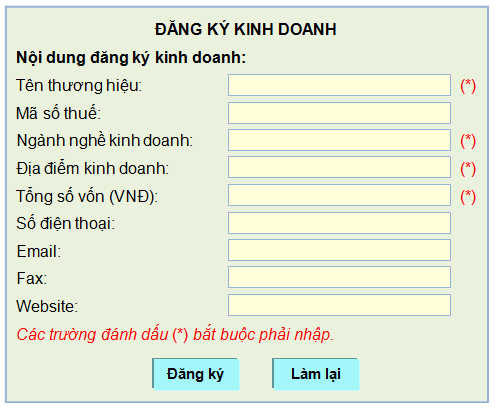 ĐĂNG KÝ KINH DOANH
Nội dung đăng ký kinh doanh:
Tên thương hiệu: (*)
Mã số thuế:
Ngành nghề kinh doanh: (*)
Địa điểm kinh doanh: (*)
Tổng số vốn (VNĐ): (*)
Số điện thoại:
Email:
Fax:
Website:
Các trường đánh dấu (*) bắt buộc phải nhập.
Đăng ký Làm lại